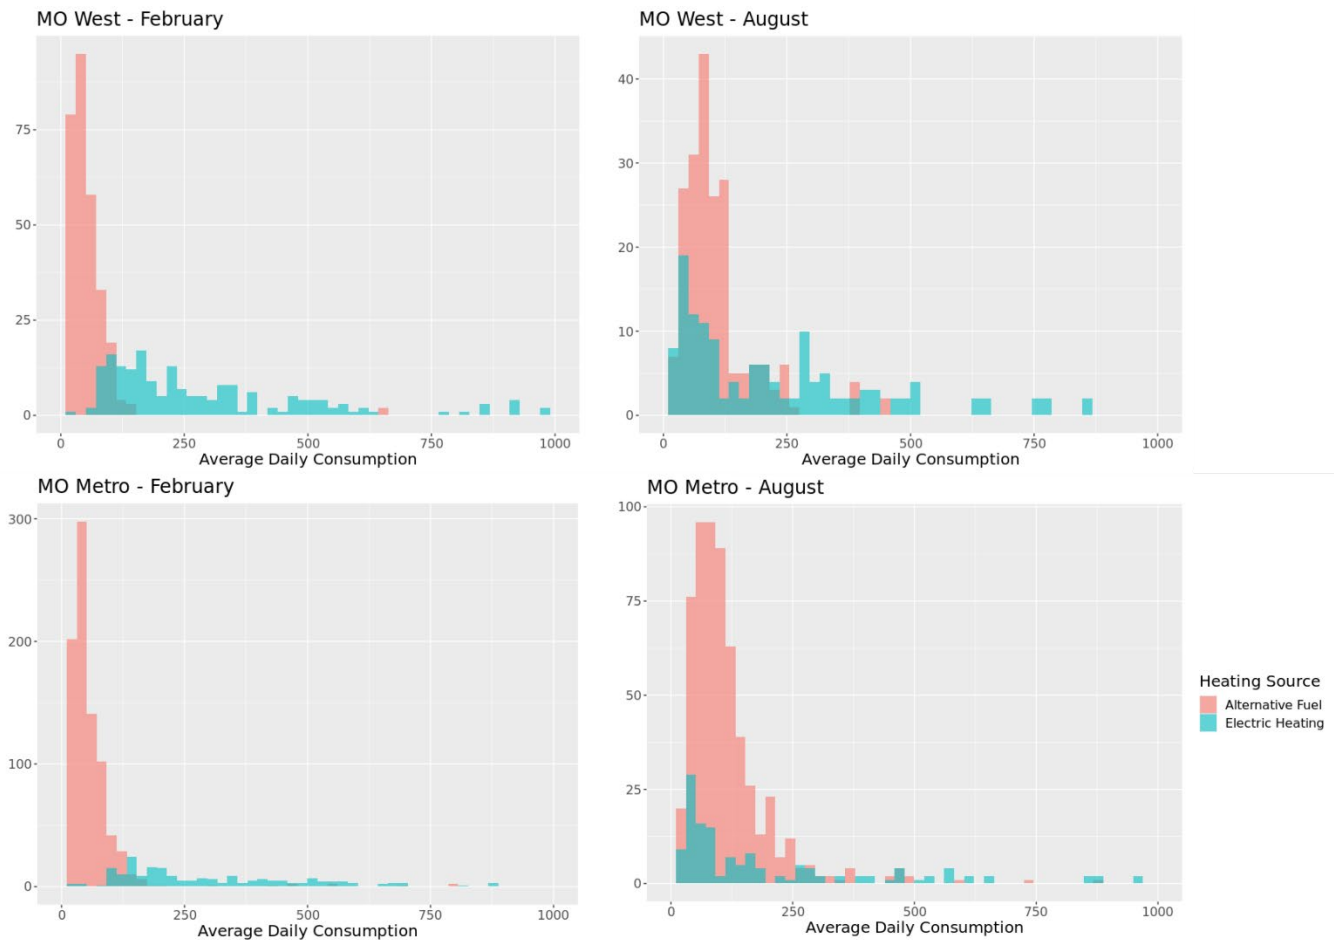 MO West - February
75
50
25
0
0 250 500 750 1000
Average Daily Consumption
MO West - August
40
30
20
10
0
0 250 500 750 1000
Average Daily Consumption
MO Metro - February
300
200
100
0
0 250 500 750 1000
Average Daily Consumption
MO Metro - August
100
75
50
25
0
0 250 500 750 1000
Average Daily Consumption
Heating Source
Alternative Fuel
Electric Heating